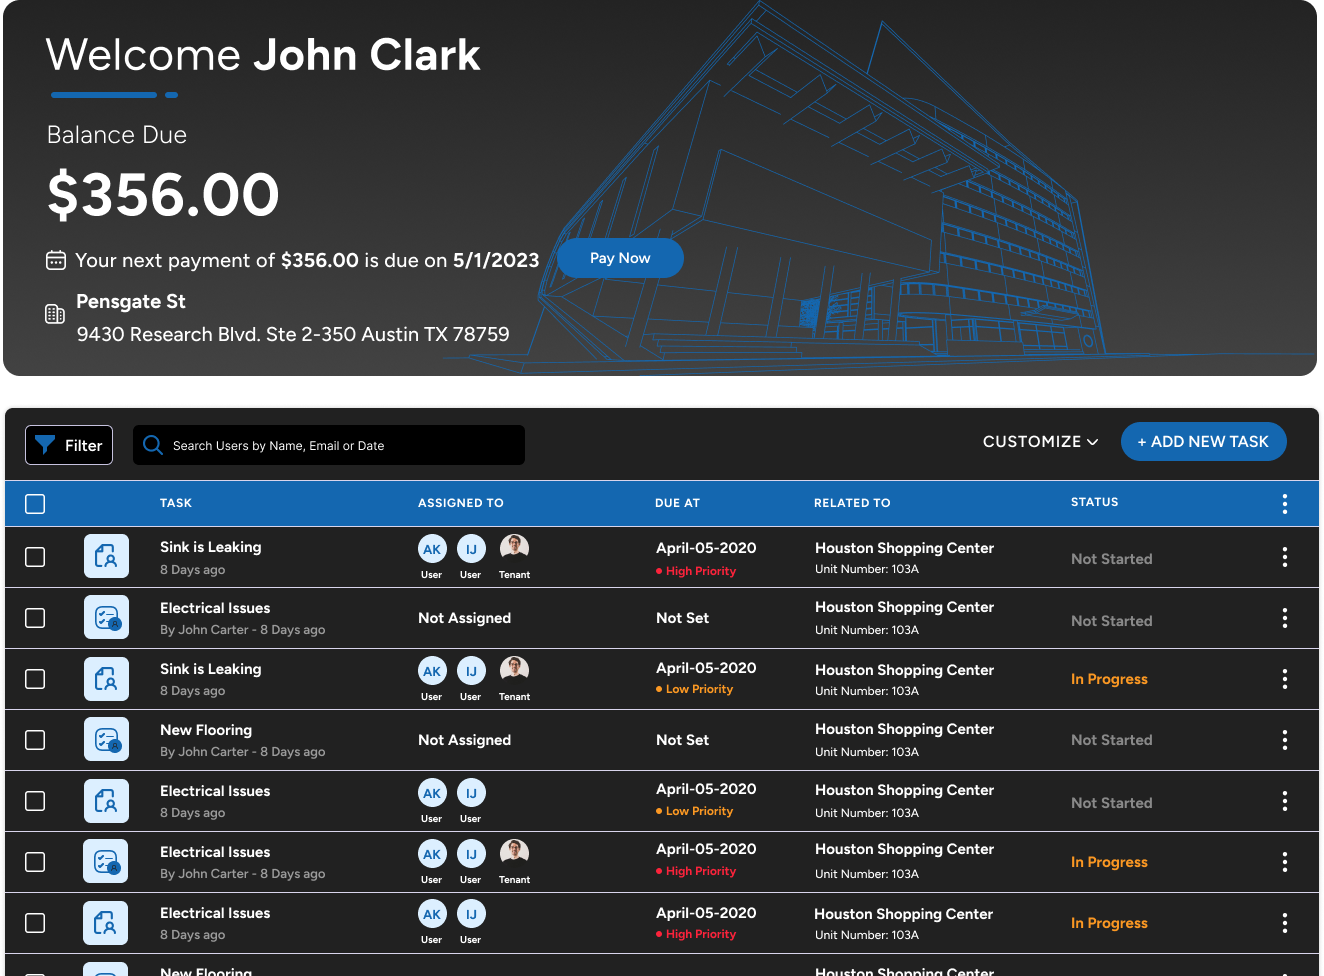 Welcome John Clark
Balance Due
$356.00
Your next payment of $356.00 is due on 5/1/2023
Pay Now
Pensgate St
9430 Research Blvd. Ste 2-350 Austin TX 78759
Filter
Search Users by Name, Email or Date
CUSTOMIZE
+ ADD NEW TASK
TASK ASSIGNED TO DUE AT RELATED TO STATUS
Sink is Leaking
8 Days ago
AK IJ
User User Tenant
April-05-2020
High Priority
Houston Shopping Center
Unit Number: 103A
Not Started
Electrical Issues
By John Carter - 8 Days ago
Not Assigned
Not Set
Houston Shopping Center
Unit Number: 103A
Not Started
Sink is Leaking
8 Days ago
AK IJ
User User Tenant
April-05-2020
Low Priority
Houston Shopping Center
Unit Number: 103A
In Progress
New Flooring
By John Carter - 8 Days ago
Not Assigned
Not Set
Houston Shopping Center
Unit Number: 103A
Not Started
Electrical Issues
8 Days ago
AK IJ
User User
April-05-2020
Low Priority
Houston Shopping Center
Unit Number: 103A
Not Started
Electrical Issues
By John Carter - 8 Days ago
AK IJ
User User Tenant
April-05-2020
High Priority
Houston Shopping Center
Unit Number: 103A
In Progress
Electrical Issues
8 Days ago
AK IJ
User User
April-05-2020
High Priority
Houston Shopping Center
Unit Number: 103A
In Progress
New Flooring
Houston Shopping Center